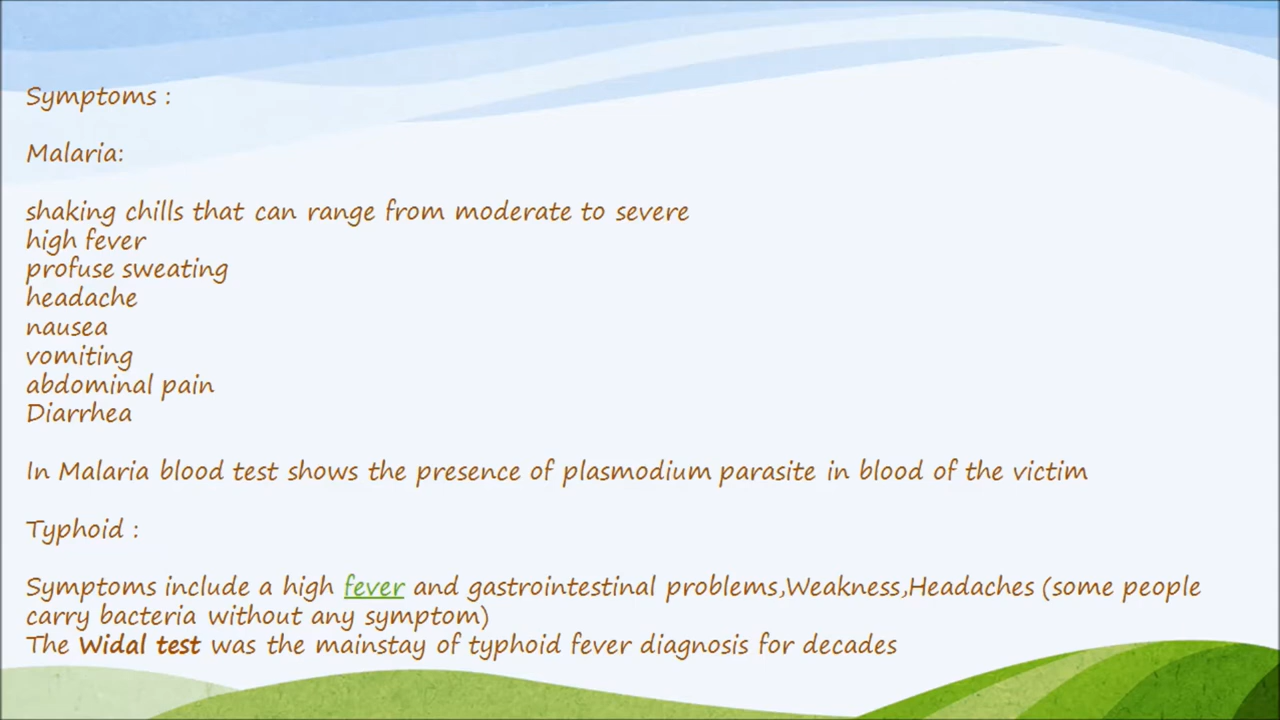 Symptoms :
Malaria:
shaking chills that can range from moderate to severe
high fever
profuse sweating
headache
nausea
vomiting
abdominal pain
Diarrhea
In Malaria blood test shows the presence of plasmodium parasite in blood of the victim
Typhoid :
Symptoms include a high fever and gastrointestinal problems,Weakness,Headaches (some people
carry bacteria without any symptom)
The Widal test was the mainstay of typhoid fever diagnosis for decades